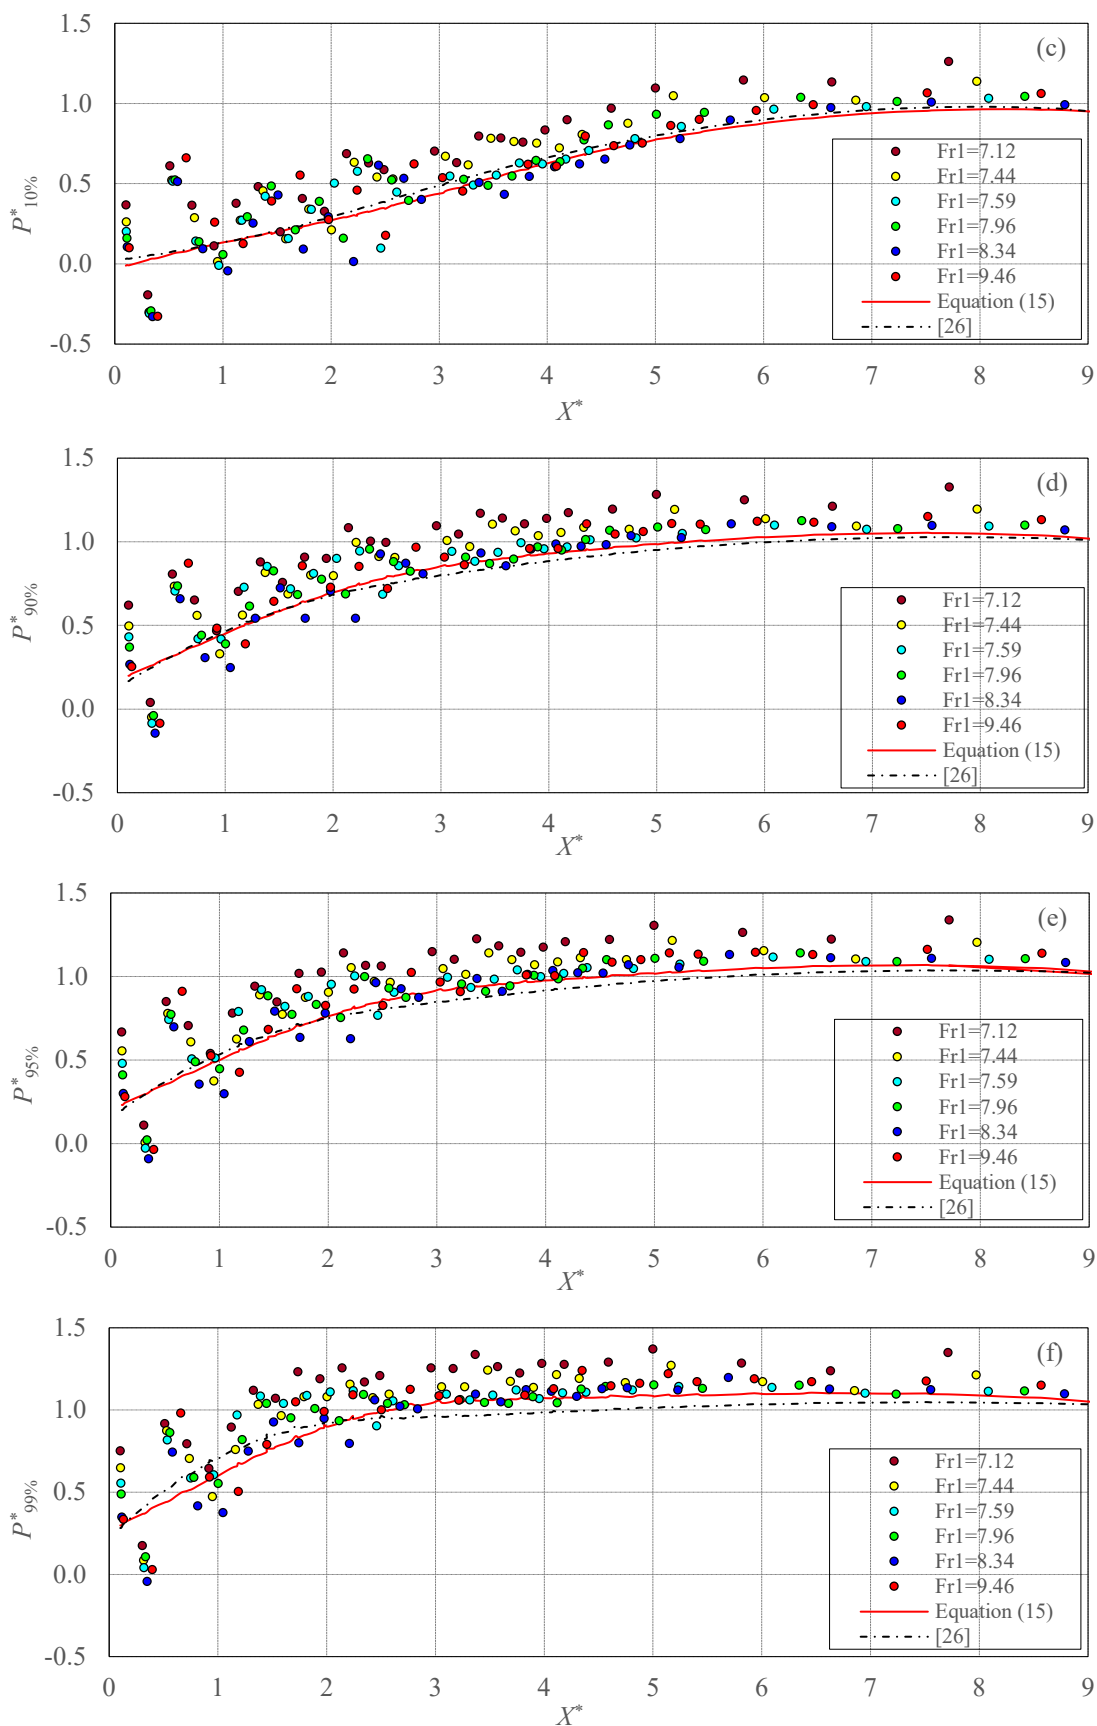 (c)
1.5
1.0
0.5
0.0
-0.5
P*10%
Fr1=7.12
Fr1=7.44
Fr1=7.59
Fr1=7.96
Fr1=8.34
Fr1=9.46
Equation (15)
[26]
0 1 2 3 4 5 6 7 8 9
X*
(d)
1.5
1.0
0.5
0.0
-0.5
P*90%
Fr1=7.12
Fr1=7.44
Fr1=7.59
Fr1=7.96
Fr1=8.34
Fr1=9.46
Equation (15)
[26]
0 1 2 3 4 5 6 7 8 9
X*
(e)
1.5
1.0
0.5
0.0
-0.5
P*95%
Fr1=7.12
Fr1=7.44
Fr1=7.59
Fr1=7.96
Fr1=8.34
Fr1=9.46
Equation (15)
[26]
0 1 2 3 4 5 6 7 8 9
X*
(f)
1.5
1.0
0.5
0.0
-0.5
P*99%
Fr1=7.12
Fr1=7.44
Fr1=7.59
Fr1=7.96
Fr1=8.34
Fr1=9.46
Equation (15)
[26]
0 1 2 3 4 5 6 7 8 9
X*